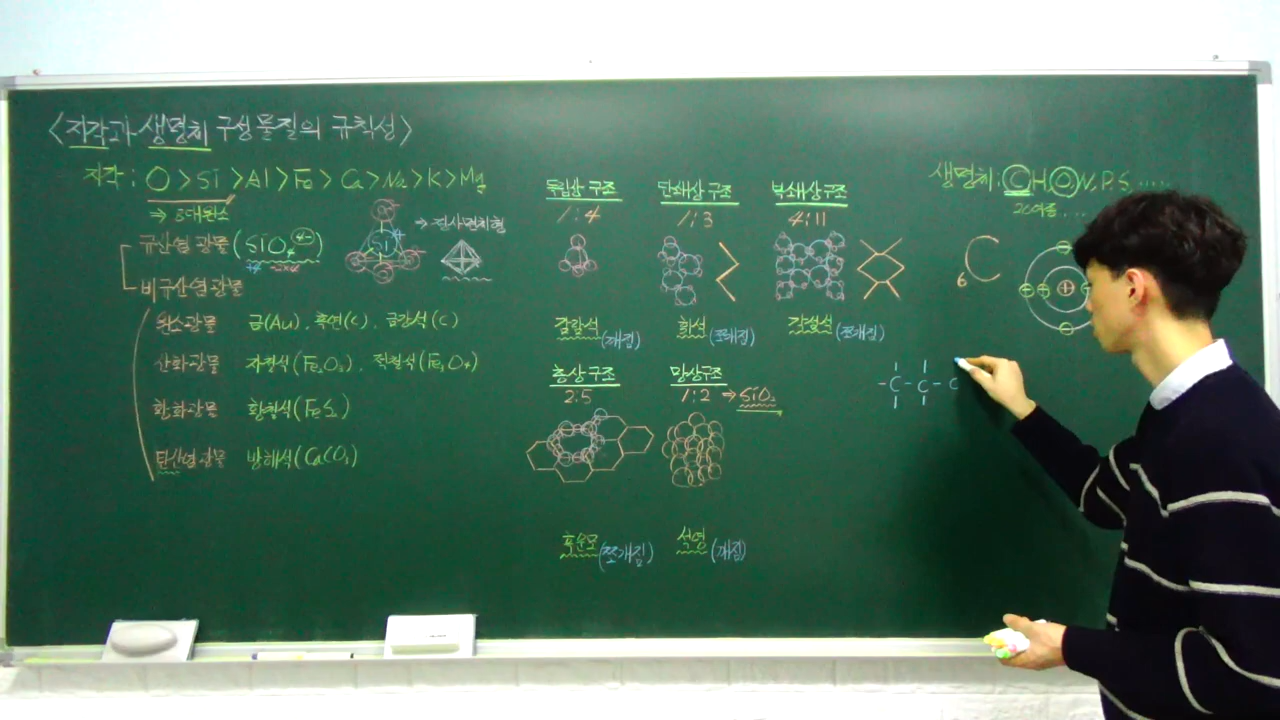 <지각과 생명체 구성물질의 규칙성>
지각 : O > Si > Al > Fe > Ca > Na > K > Mg
⇒ 8대원소
규산염 광물 (SiO₄⁴⁻)
+4 -2×4
Si
⇒ 정사면체형
비규산염 광물
원소광물 금(Au), 흑연(C), 금강석(C)
산화광물 자철석(Fe₂O₃), 적철석(Fe₃O₄)
황화광물 황철석(FeS₂)
탄산염광물 방해석(CaCO₃)
독립상 구조
1:4
감람석 (깨짐)
단쇄상 구조
1:3
휘석 (쪼개짐)
복쇄상 구조
4:11
각섬석 (쪼개짐)
층상 구조
2:5
흑운모 (쪼개짐)
망상구조
1:2 ⇒ SiO₂
석영 (깨짐)
생명체 : C.H.O.N.P.S. ......
20여종....
₆C
- C - C - C